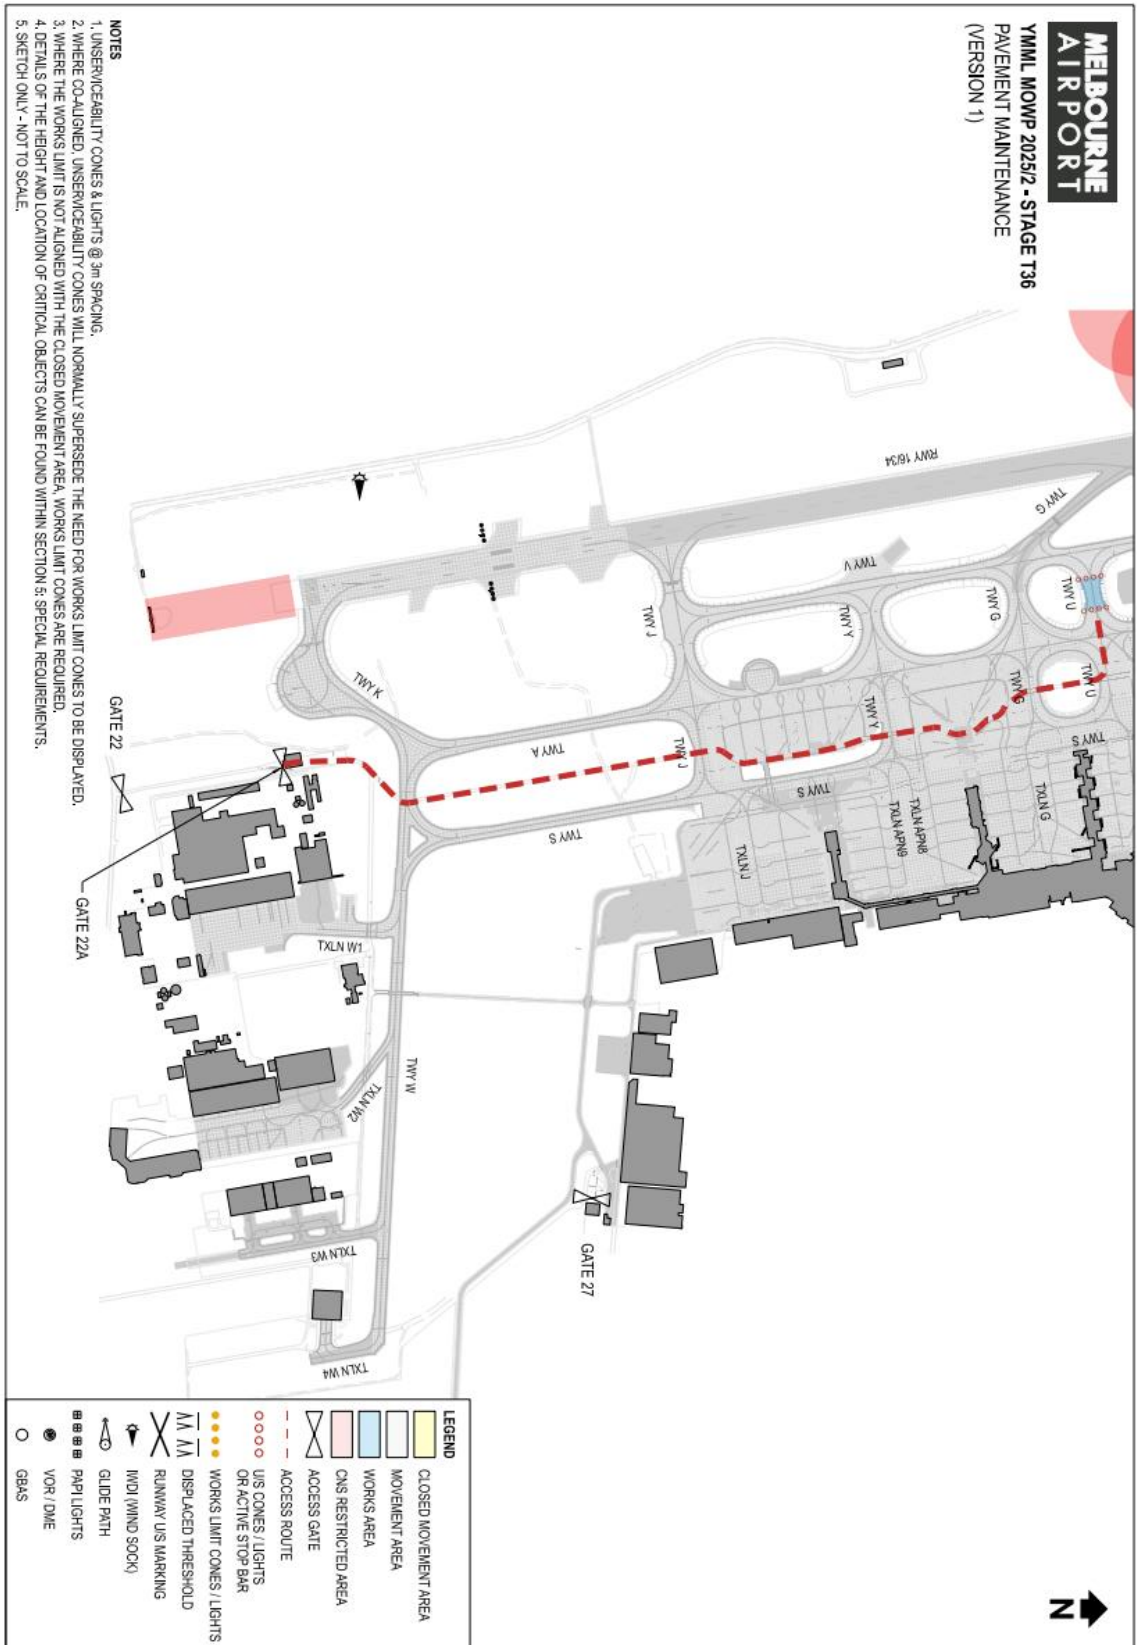 MELBOURNE
AIRPORT
YMML MOWP 2025/2 - STAGE T36
PAVEMENT MAINTENANCE
(VERSION 1)
N
RWY 16/34
TWY G
TWY V
TWY U
TWY G
TWY Y
TWY J
TWY U
TWY G
TWY Y
TWY J
TWY A
TWY K
TWY S
TWY S
TWY S
TXLN G
TXLN APN8
TXLN APN9
TXLN J
TXLN W1
TWY W
TXLN W2
TXLN W3
TXLN W4
GATE 22
GATE 22A
GATE 27
NOTES
1. UNSERVICEABILITY CONES & LIGHTS @ 3m SPACING.
2. WHERE CO-ALIGNED, UNSERVICEABILITY CONES WILL NORMALLY SUPERSEDE THE NEED FOR WORKS LIMIT CONES TO BE DISPLAYED.
3. WHERE THE WORKS LIMIT IS NOT ALIGNED WITH THE CLOSED MOVEMENT AREA, WORKS LIMIT CONES ARE REQUIRED.
4. DETAILS OF THE HEIGHT AND LOCATION OF CRITICAL OBJECTS CAN BE FOUND WITHIN SECTION 5: SPECIAL REQUIREMENTS.
5. SKETCH ONLY - NOT TO SCALE.
LEGEND
CLOSED MOVEMENT AREA
MOVEMENT AREA
WORKS AREA
CNS RESTRICTED AREA
ACCESS GATE
ACCESS ROUTE
U/S CONES / LIGHTS
OR ACTIVE STOP BAR
WORKS LIMIT CONES / LIGHTS
DISPLACED THRESHOLD
RUNWAY U/S MARKING
IWDI (WIND SOCK)
GLIDE PATH
PAPI LIGHTS
VOR / DME
GBAS